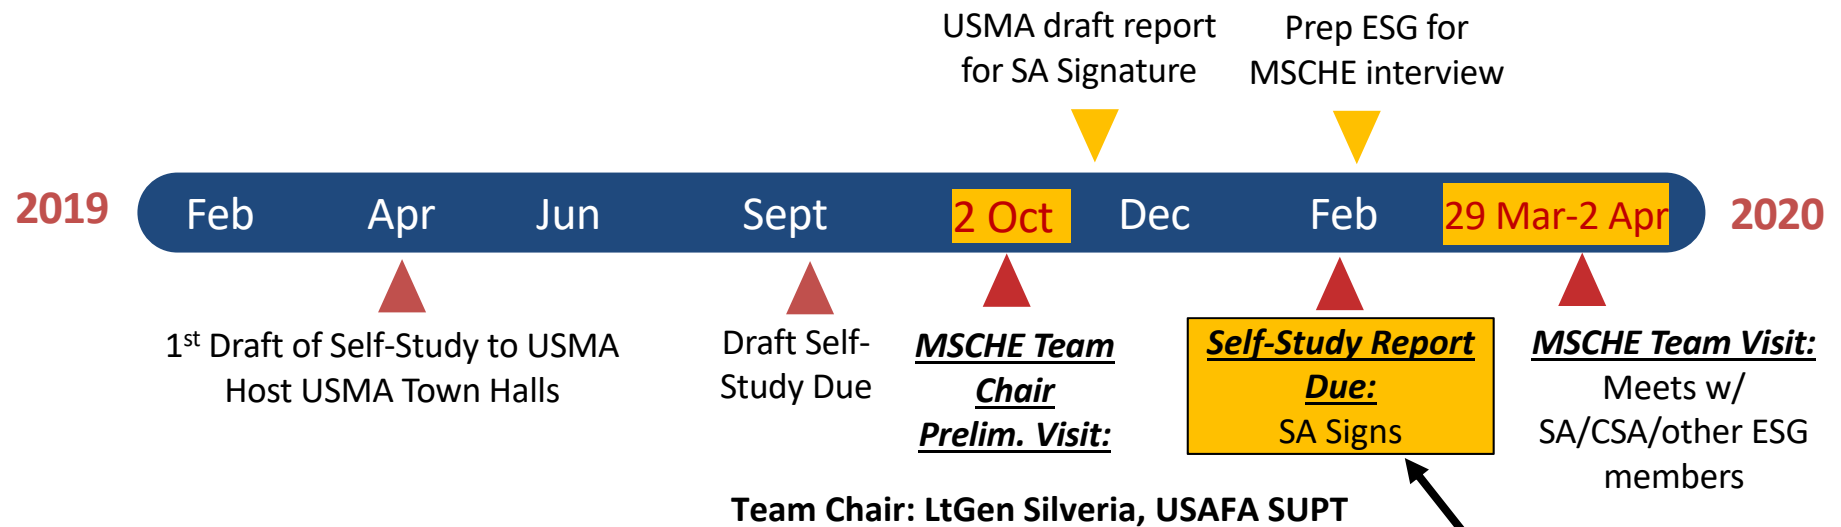 USMA draft report
for SA Signature
Prep ESG for
MSCHE interview
2019
Feb
Apr
Jun
Sept
2 Oct
Dec
Feb
29 Mar-2 Apr
2020
1st Draft of Self-Study to USMA
Host USMA Town Halls
Draft Self-
Study Due
MSCHE Team
Chair
Prelim. Visit:
Self-Study Report
Due:
SA Signs
MSCHE Team Visit:
Meets w/
SA/CSA/other ESG
members
Team Chair: LtGen Silveria, USAFA SUPT